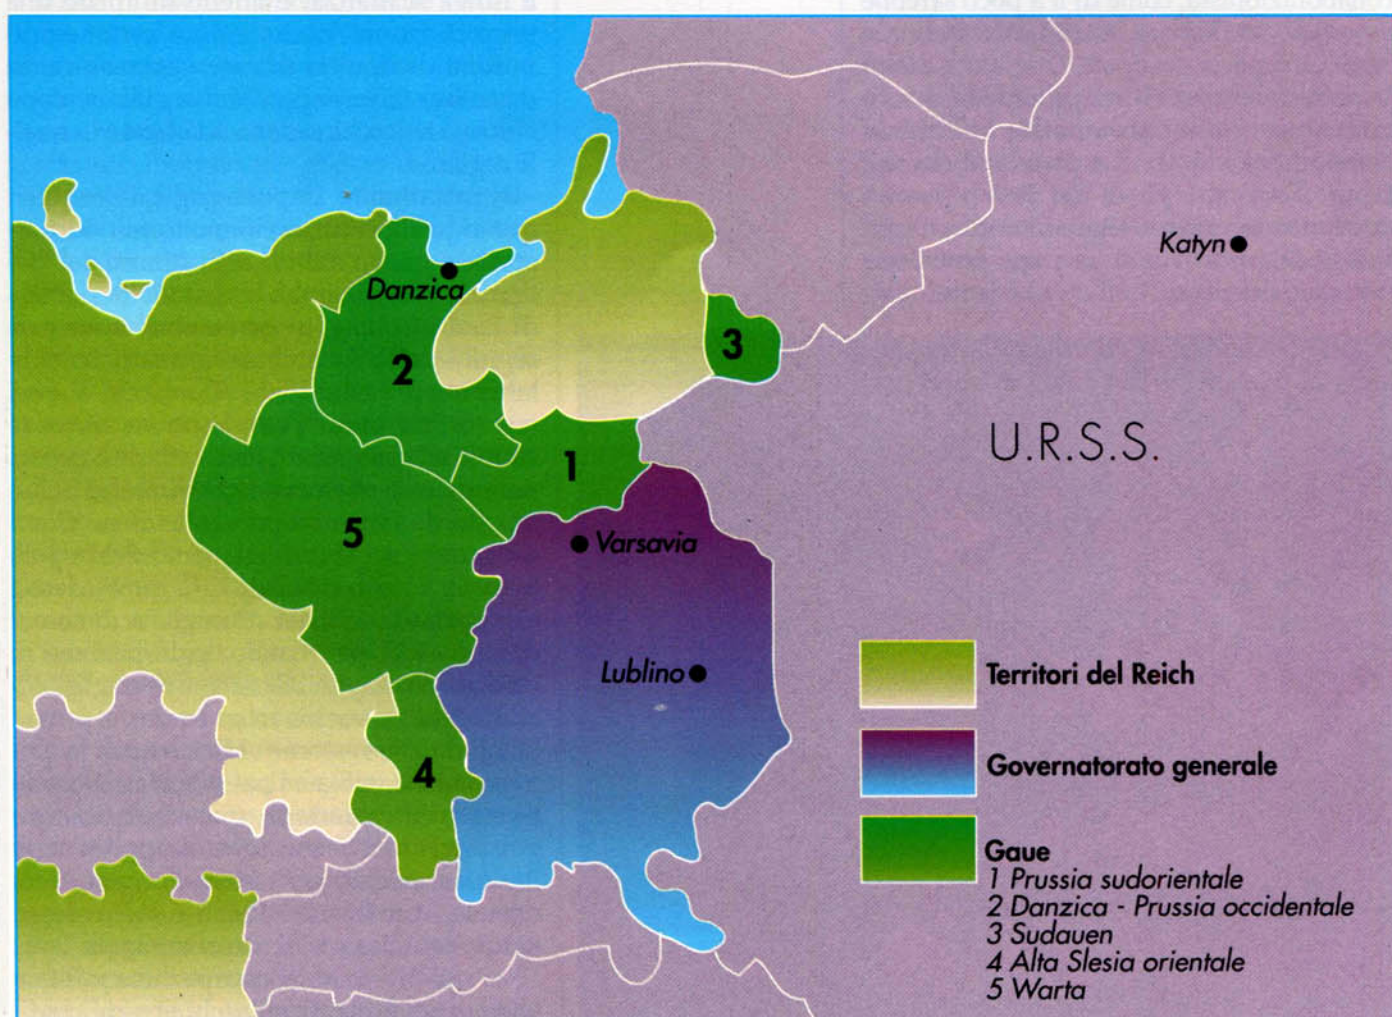 Katyn
Danzica
3
2
U.R.S.S.
1
5
Varsavia
Lublino
Territori del Reich
4
Governatorato generale
Gaue
1 Prussia sudorientale
2 Danzica - Prussia occidentale
3 Sudauen
4 Alta Slesia orientale
5 Warta